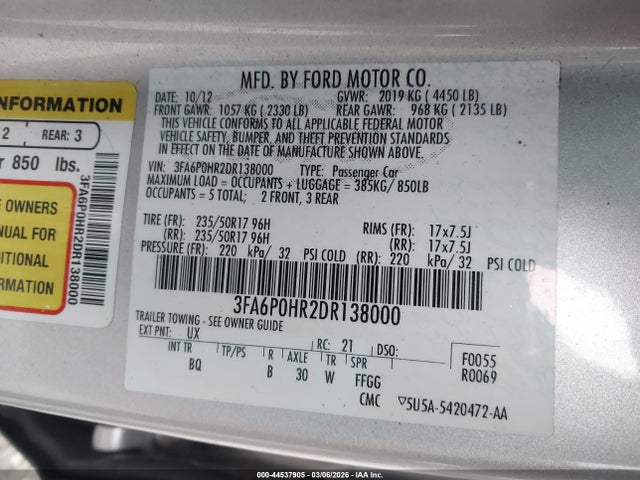 INFORMATION
2 REAR: 3
r 850 lbs.
E OWNERS
NUAL FOR
DITIONAL
ORMATION
3FA6P0HR2DR138000
MFD. BY FORD MOTOR CO.
DATE: 10/12 GVWR: 2019 KG ( 4450 LB)
FRONT GAWR: 1057 KG ( 2330 LB) REAR GAWR: 968 KG ( 2135 LB)
THIS VEHICLE CONFORMS TO ALL APPLICABLE FEDERAL MOTOR
VEHICLE SAFETY, BUMPER, AND THEFT PREVENTION STANDARDS
IN EFFECT ON THE DATE OF MANUFACTURE SHOWN ABOVE.
VIN: 3FA6P0HR2DR138000 TYPE: Passenger Car
MAXIMUM LOAD = OCCUPANTS + LUGGAGE = 385KG/ 850LB
OCCUPANTS = 5 TOTAL; 2 FRONT, 3 REAR
TIRE (FR): 235/50R17 96H RIMS (FR): 17x7.5J
(RR): 235/50R17 96H (RR): 17x7.5J
PRESSURE (FR): 220 kPa/ 32 PSI COLD (RR): 220 kPa/ 32 PSI COLD
3FA6P0HR2DR138000
TRAILER TOWING - SEE OWNER GUIDE
EXT PNT: UX RC: 21 DSO: F0055
INT TR TP/PS R AXLE TR SPR R0069
BQ B 30 W FFGG
CMC ▽5U5A-5420472-AA
000-44537905 - 03/06/2026 - IAAI Inc.